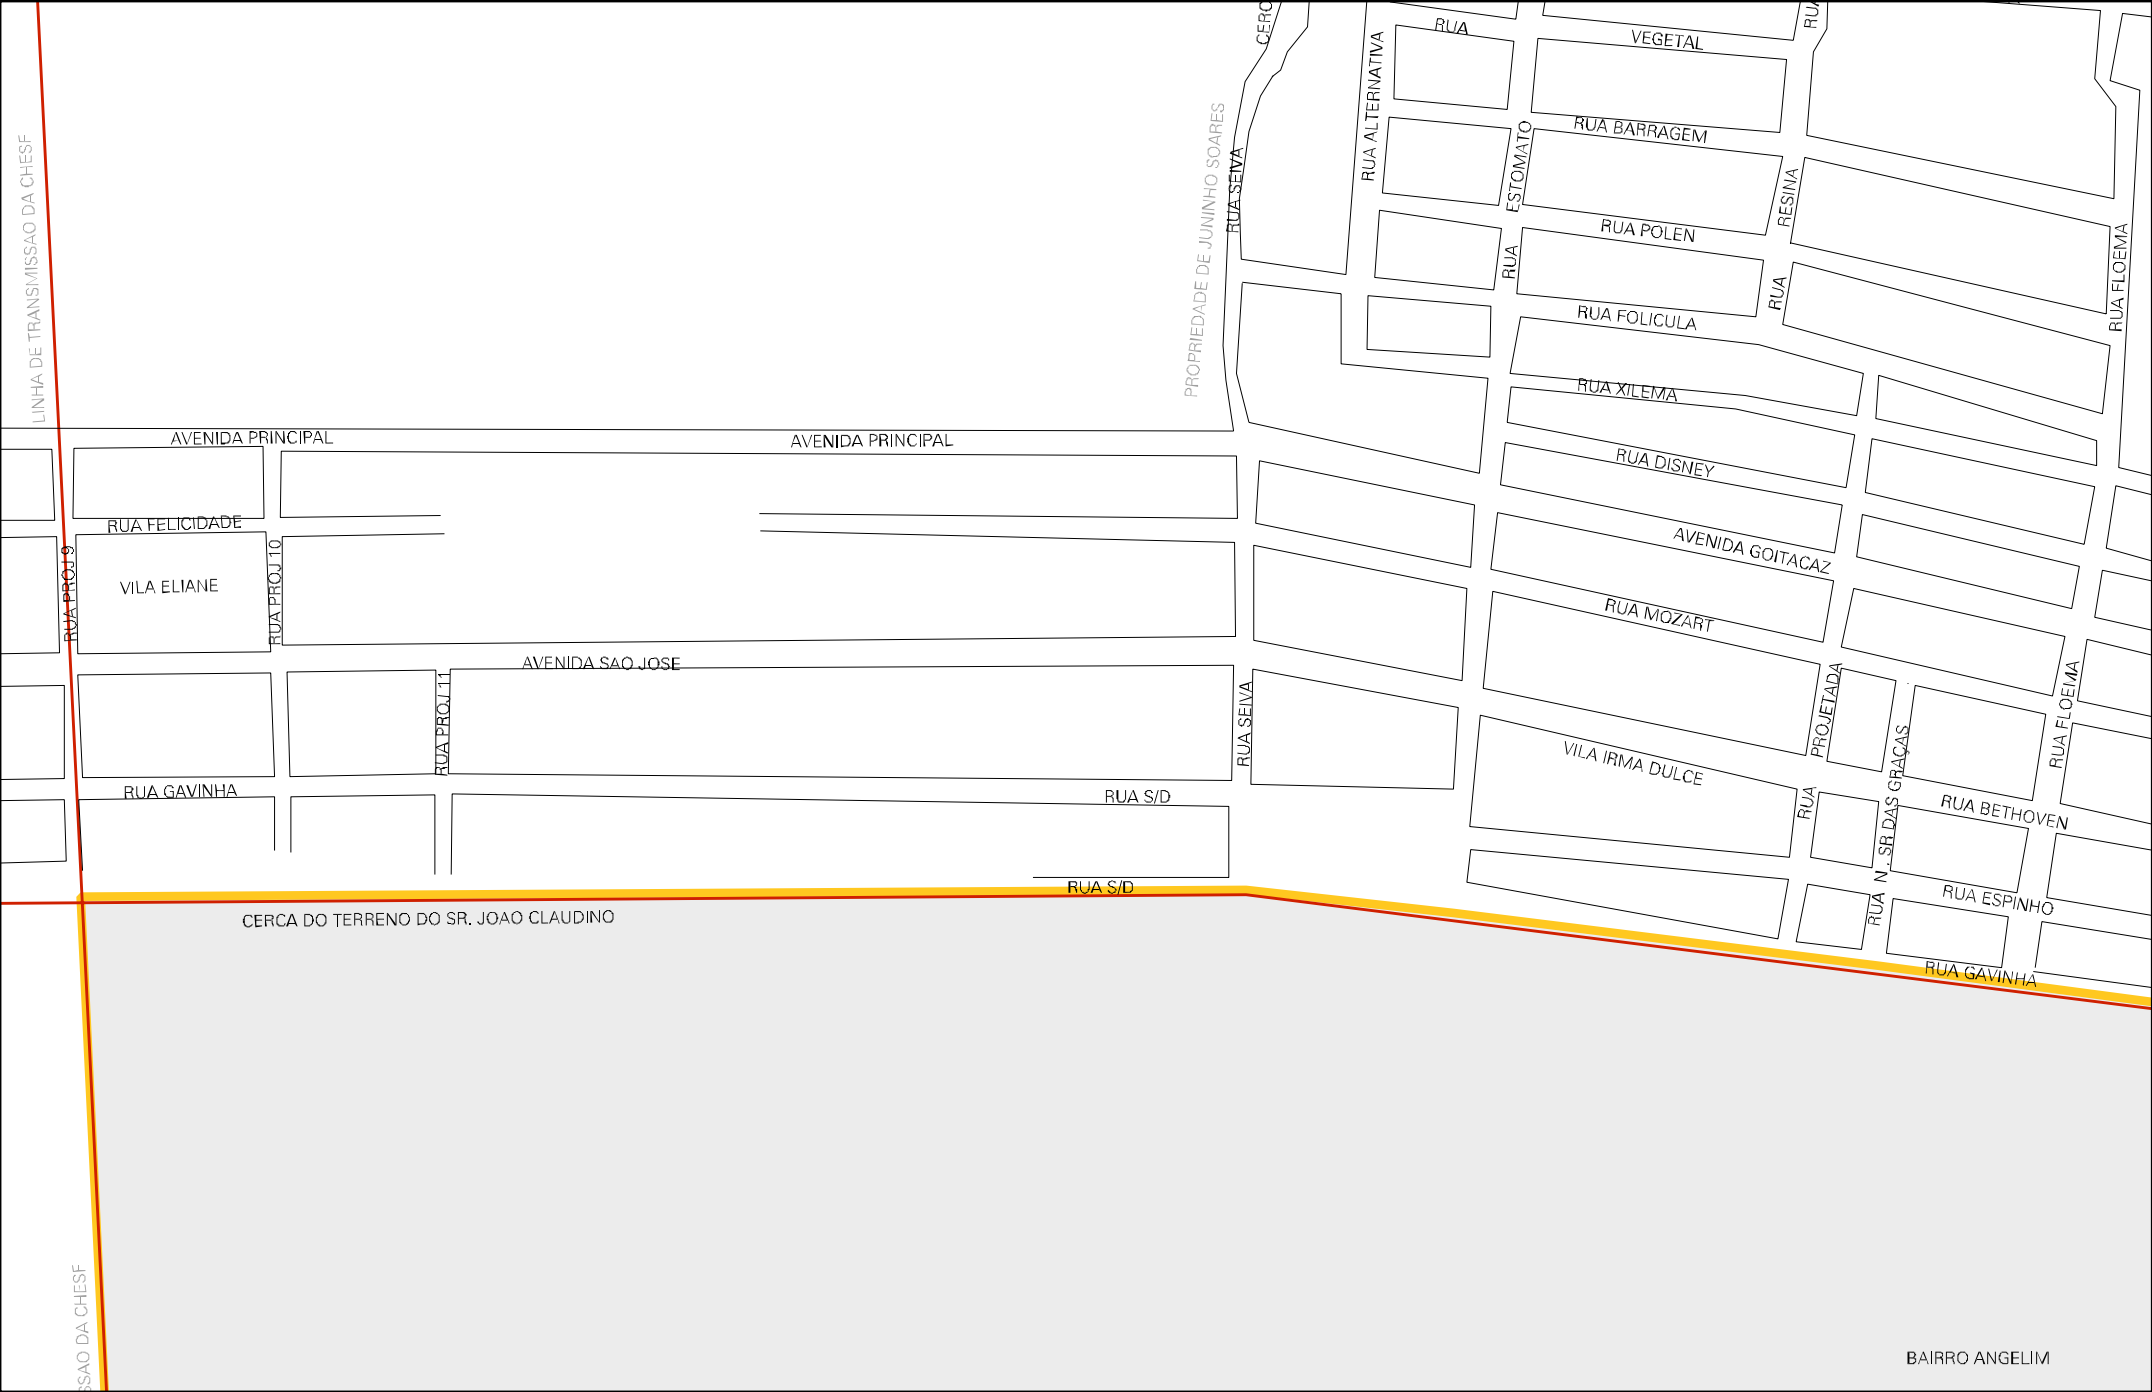 CERC
RUA
RUA
VEGETAL
RUA ALTERNATIVA
RUA BARRAGEM
RUA ESTOMATO
LINHA DE TRANSMISSAO DA CHESF
PROPRIEDADE DE JUNINHO SOARES
RUA SEIVA
RUA RESINA
RUA POLEN
RUA FLOEMA
RUA FOLICULA
RUA XILEMA
AVENIDA PRINCIPAL
AVENIDA PRINCIPAL
RUA DISNEY
RUA FELICIDADE
AVENIDA GOITACAZ
RUA PROJ 9
VILA ELIANE
RUA PROJ 10
RUA MOZART
AVENIDA SAO JOSE
RUA PROJ 11
RUA SEIVA
RUA PROJETADA
RUA FLOEMA
VILA IRMA DULCE
RUA N. SR DAS GRAÇAS
RUA GAVINHA
RUA S/D
RUA BETHOVEN
RUA S/D
RUA ESPINHO
CERCA DO TERRENO DO SR. JOAO CLAUDINO
RUA GAVINHA
SSAO DA CHESF
BAIRRO ANGELIM